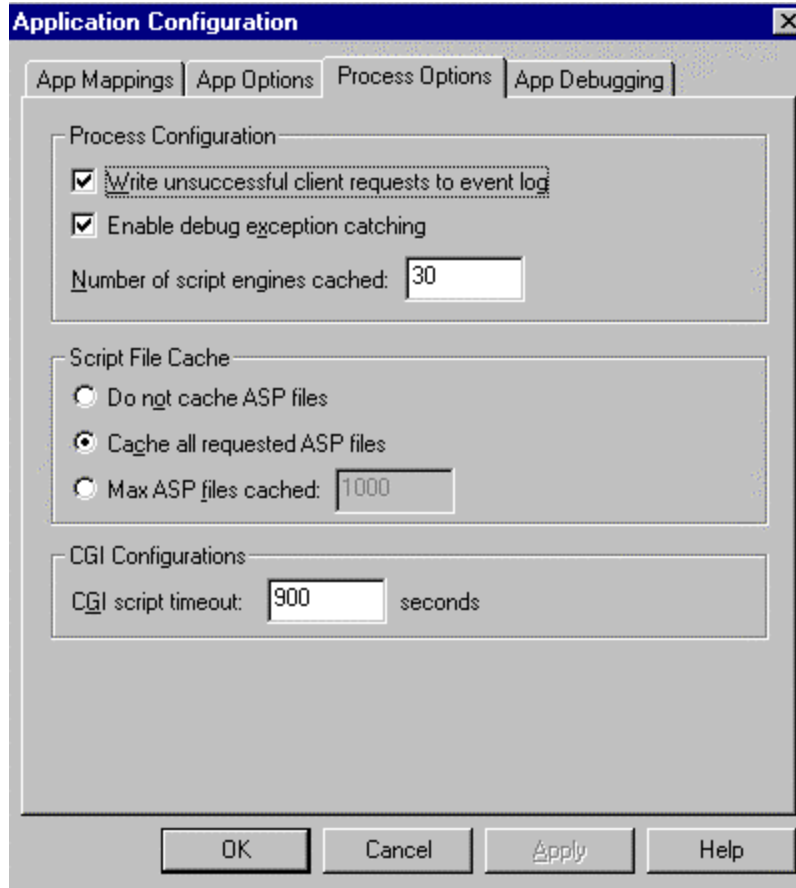 Application Configuration
App Mappings App Options Process Options App Debugging
Process Configuration
Write unsuccessful client requests to event log
Enable debug exception catching
Number of script engines cached: 30
Script File Cache
Do not cache ASP files
Cache all requested ASP files
Max ASP files cached: 1000
CGI Configurations
CGI script timeout: 900 seconds
OK Cancel Apply Help